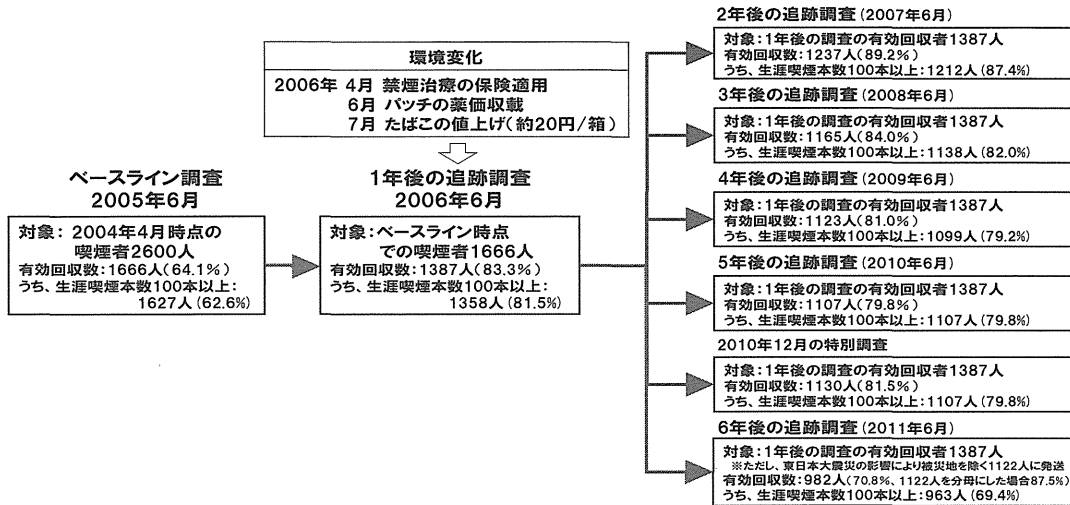 環境変化
2006年 4月 禁煙治療の保険適用
6月 パッチの薬価収載
7月 たばこの値上げ(約20円/箱)
ベースライン調査
2005年6月
対象: 2004年4月時点の
喫煙者2600人
有効回収数:1666人(64.1%)
うち、生涯喫煙本数100本以上:
1627人(62.6%)
1年後の追跡調査
2006年6月
対象:ベースライン時点
での喫煙者1666人
有効回収数:1387人(83.3%)
うち、生涯喫煙本数100本以上:
1358人(81.5%)
2年後の追跡調査(2007年6月)
対象:1年後の調査の有効回収者1387人
有効回収数:1237人(89.2%)
うち、生涯喫煙本数100本以上:1212人(87.4%)
3年後の追跡調査(2008年6月)
対象:1年後の調査の有効回収者1387人
有効回収数:1165人(84.0%)
うち、生涯喫煙本数100本以上:1138人(82.0%)
4年後の追跡調査(2009年6月)
対象:1年後の調査の有効回収者1387人
有効回収数:1123人(81.0%)
うち、生涯喫煙本数100本以上:1099人(79.2%)
5年後の追跡調査(2010年6月)
対象:1年後の調査の有効回収者1387人
有効回収数:1107人(79.8%)
うち、生涯喫煙本数100本以上:1107人(79.8%)
2010年12月の特別調査
対象:1年後の調査の有効回収者1387人
有効回収数:1130人(81.5%)
うち、生涯喫煙本数100本以上:1107人(79.8%)
6年後の追跡調査(2011年6月)
対象:1年後の調査の有効回収者1387人
※ただし、東日本大震災の影響により被災地を除く1122人に発送
有効回収数:982人(70.8%、1122人を分母にした場合87.5%)
うち、生涯喫煙本数100本以上:963人(69.4%)